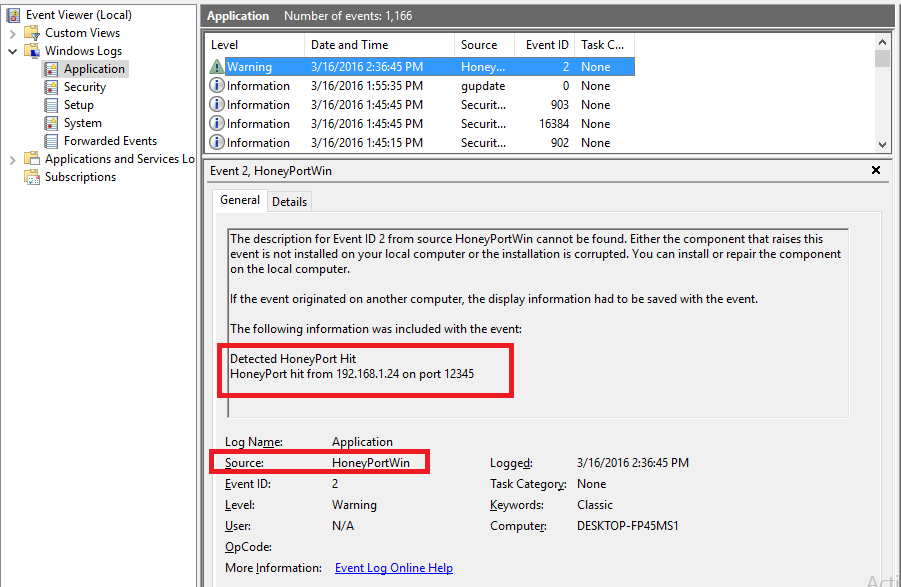 Event Viewer (Local)
Custom Views
Windows Logs
Application
Security
Setup
System
Forwarded Events
Applications and Services Lo
Subscriptions
Application Number of events: 1,166
Level Date and Time Source Event ID Task C...
Warning 3/16/2016 2:36:45 PM Honey... 2 None
Information 3/16/2016 1:55:35 PM gupdate 0 None
Information 3/16/2016 1:45:45 PM Securit... 903 None
Information 3/16/2016 1:45:45 PM Securit... 16384 None
Information 3/16/2016 1:45:15 PM Securit... 902 None
Event 2, HoneyPortWin
General Details
The description for Event ID 2 from source HoneyPortWin cannot be found. Either the component that raises this
event is not installed on your local computer or the installation is corrupted. You can install or repair the component
on the local computer.
If the event originated on another computer, the display information had to be saved with the event.
The following information was included with the event:
Detected HoneyPort Hit
HoneyPort hit from 192.168.1.24 on port 12345
Log Name: Application
Source: HoneyPortWin Logged: 3/16/2016 2:36:45 PM
Event ID: 2 Task Category: None
Level: Warning Keywords: Classic
User: N/A Computer: DESKTOP-FP45MS1
OpCode:
More Information: Event Log Online Help
Acti